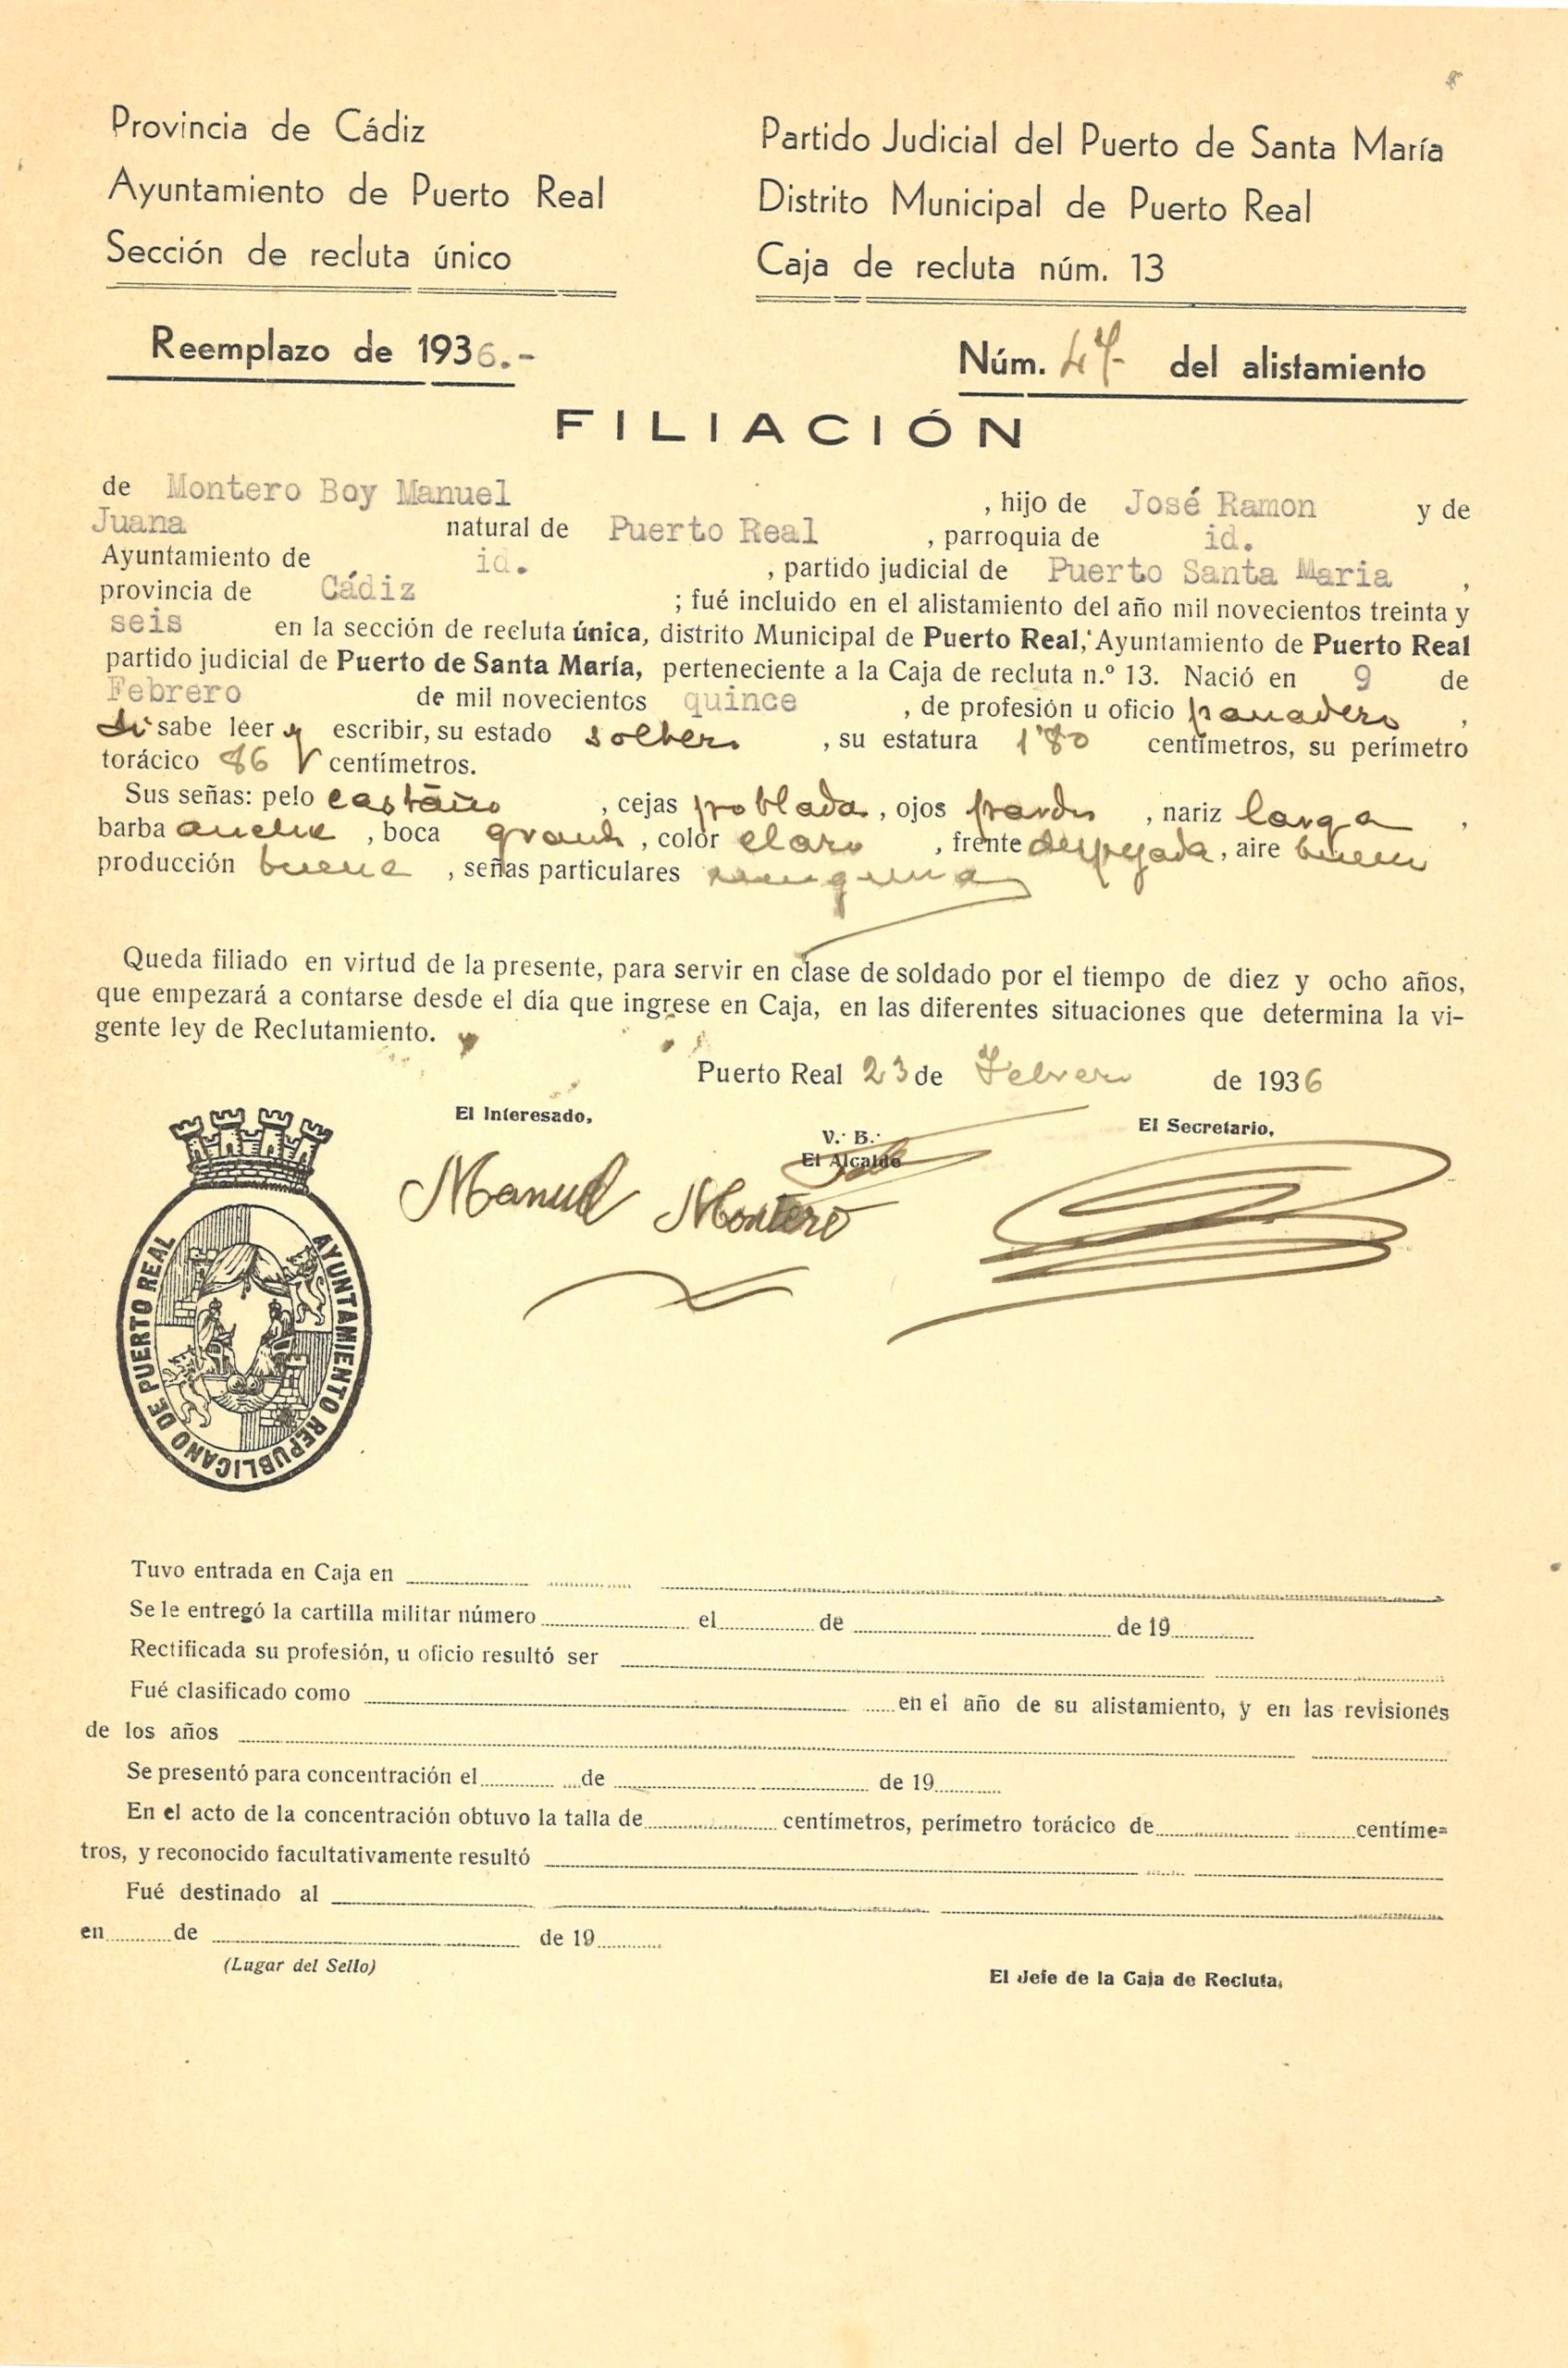 Provincia de Cádiz
Ayuntamiento de Puerto Real
Sección de recluta único
Partido Judicial del Puerto de Santa María
Distrito Municipal de Puerto Real
Caja de recluta núm. 13
Reemplazo de 1936.-
Núm. 47- del alistamiento
FILIACIÓN
de Montero Boy Manuel , hijo de José Ramon y de
Juana natural de Puerto Real , parroquia de id.
Ayuntamiento de id. , partido judicial de Puerto Santa Maria ,
provincia de Cádiz ; fué incluido en el alistamiento del año mil novecientos treinta y
seis en la sección de recluta única, distrito Municipal de Puerto Real, Ayuntamiento de Puerto Real
partido judicial de Puerto de Santa María, perteneciente a la Caja de recluta n.º 13. Nació en 9 de
Febrero de mil novecientos quince , de profesión u oficio panadero ,
si sabe leer y escribir, su estado soltero , su estatura 1'80 centímetros, su perímetro
torácico 86 centímetros.
Sus señas: pelo castaño , cejas poblada , ojos pardos , nariz larga ,
barba anche , boca grande , color claro , frente despejada , aire bueno
producción buena , señas particulares ninguna
Queda filiado en virtud de la presente, para servir en clase de soldado por el tiempo de diez y ocho años,
que empezará a contarse desde el día que ingrese en Caja, en las diferentes situaciones que determina la vi-
gente ley de Reclutamiento.
Puerto Real 23 de Febrero de 1936
El Interesado,
V.· B.·
El Alcalde
El Secretario,
Manuel Montero
AYUNTAMIENTO REPUBLICANO DE PUERTO REAL
Tuvo entrada en Caja en
Se le entregó la cartilla militar número el de de 19
Rectificada su profesión, u oficio resultó ser
Fué clasificado como en el año de su alistamiento, y en las revisiones
de los años
Se presentó para concentración el de de 19
En el acto de la concentración obtuvo la talla de centímetros, perímetro torácico de centíme=
tros, y reconocido facultativamente resultó
Fué destinado al
en de de 19
(Lugar del Sello)
El Jefe de la Caja de Recluta,